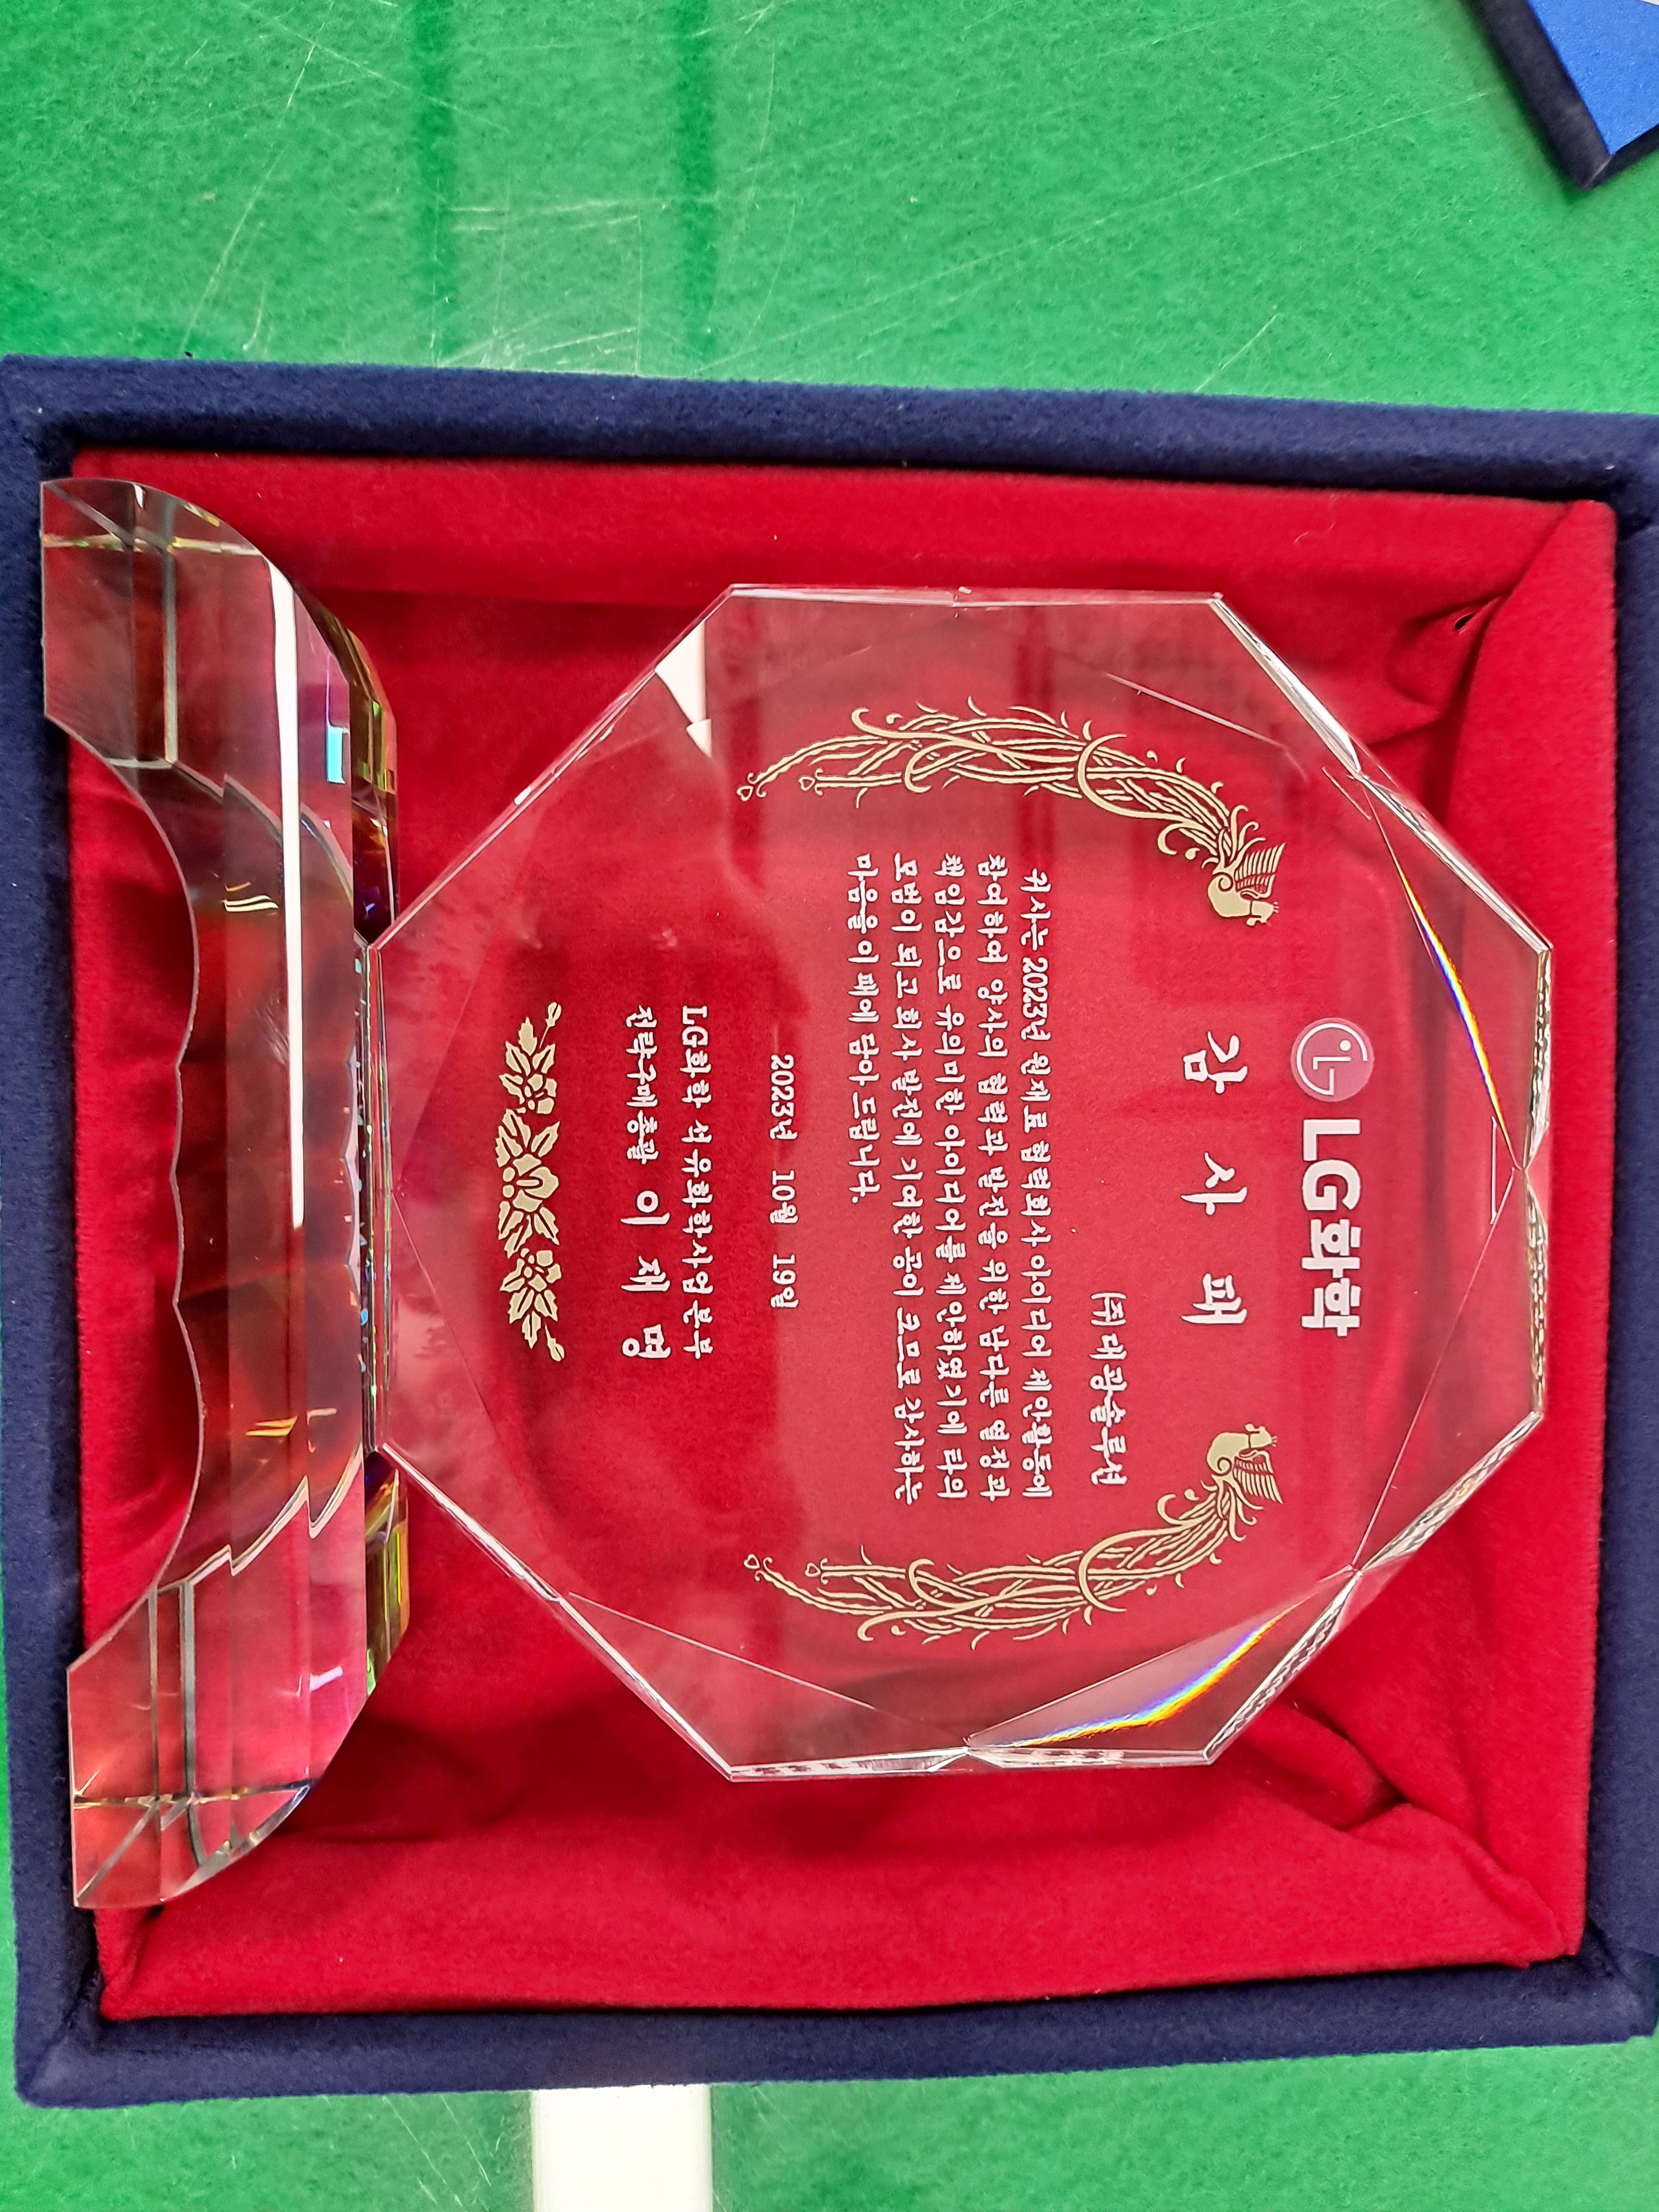 LG화학
감사패
(주)대광솔루션
귀사는 2023년 원재료 협력회사 아이디어 제안활동에
참여하여 양사의 협력과 발전을 위한 남다른 열정과
책임감으로 유의미한 아이디어를 제안하였기에 타의
모범이 되고 회사 발전에 기여한 공이 크므로 감사하는
마음을 이 패에 담아 드립니다.
2023년 10월 19일
LG화학 석유화학사업본부
전략구매총괄 이 재 명